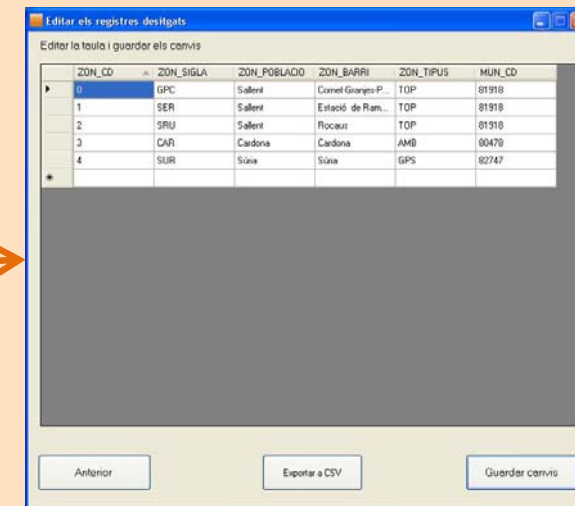 Editar els registres desitgats
Editar la taula i guardar els canvis
ZON_CD ZON_SIGLA ZON_POBLACIO ZON_BARRI ZON_TIPUS MUN_CD
0 GPC Sallent Cornet-Granjes-P... TOP 81918
1 SER Sallent Estació de Ram... TOP 81918
2 SRU Sallent Rocaus TOP 81918
3 CAR Cardona Cardona AMB 80478
4 SUR Súria Súria GPS 82747
Anterior Exportar a CSV Guardar canvis